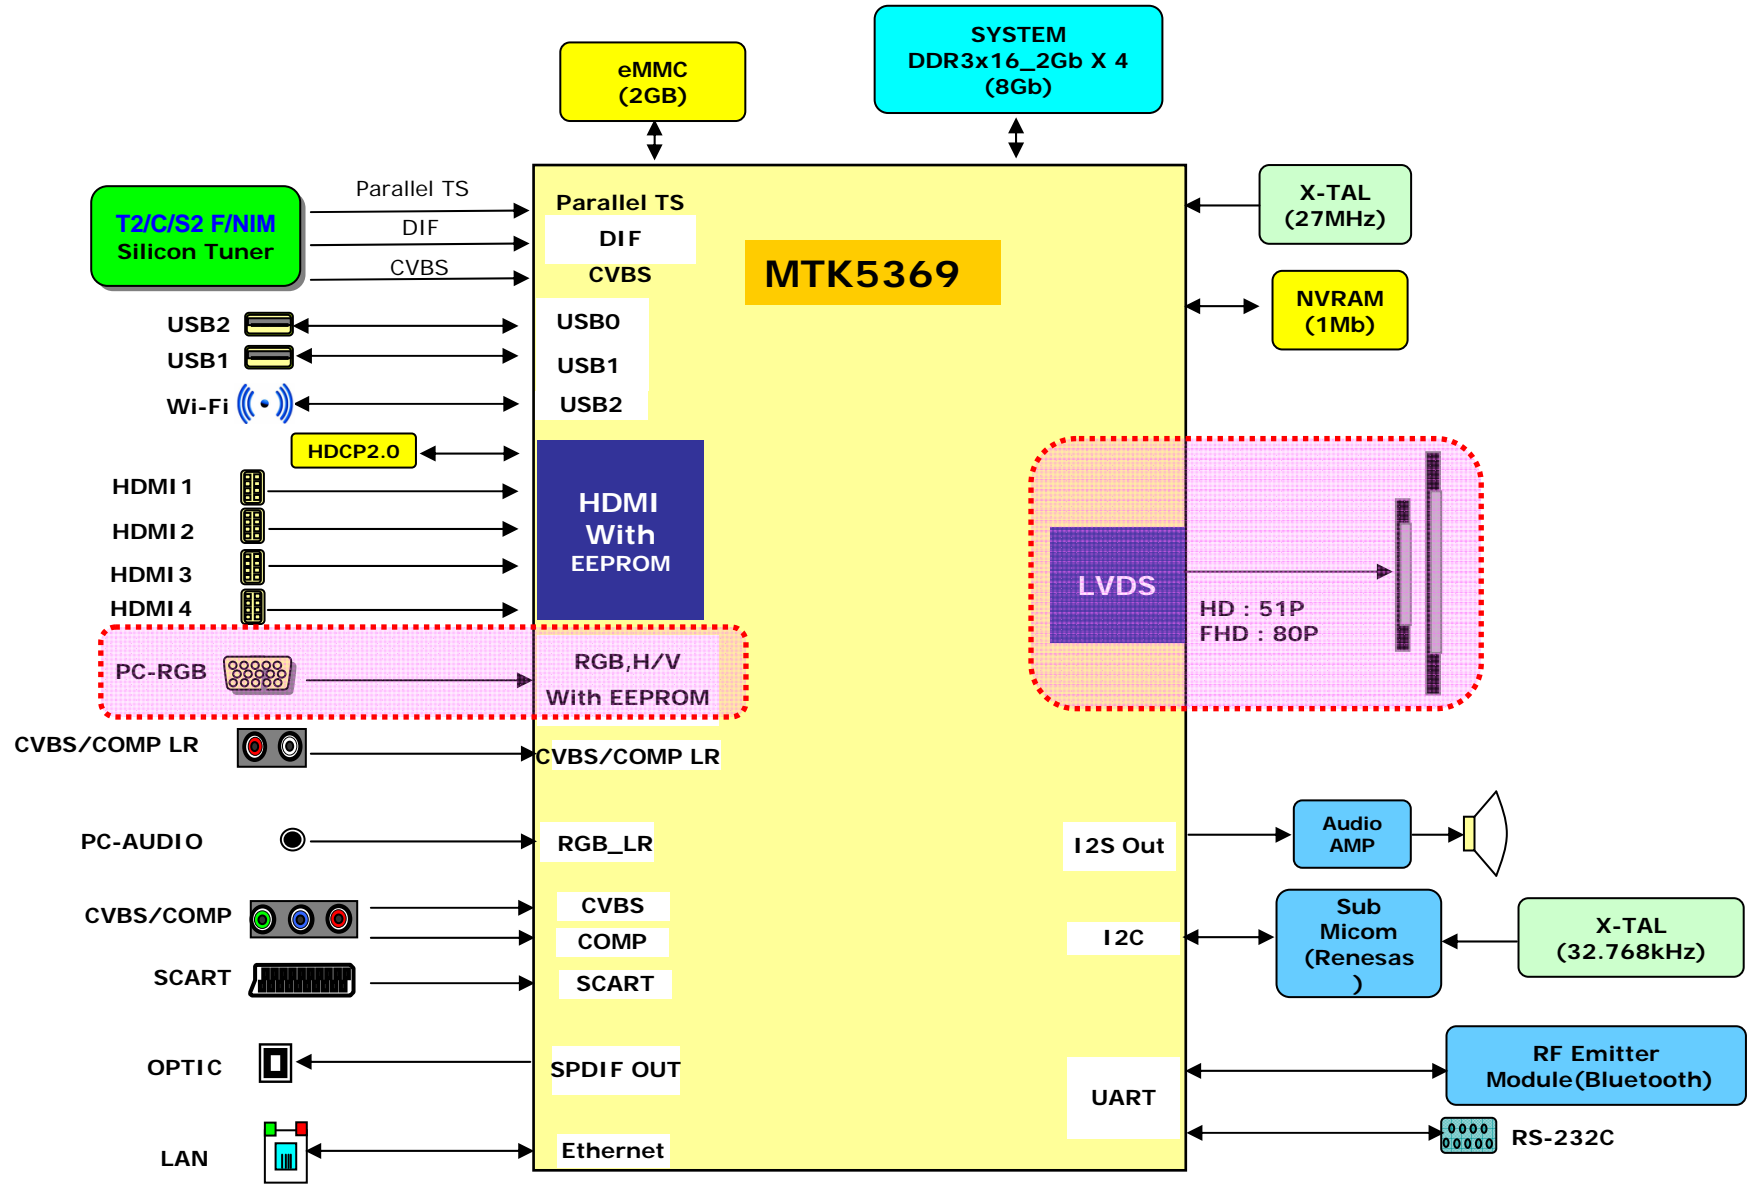 SYSTEM
DDR3x16_2Gb X 4
(8Gb)
eMMC
(2GB)
T2/C/S2 F/NIM
Silicon Tuner
Parallel TS
DIF
CVBS
Parallel TS
DIF
CVBS
MTK5369
X-TAL
(27MHz)
NVRAM
(1Mb)
USB2
USB0
USB1
USB1
Wi-Fi
USB2
HDCP2.0
HDMI1
HDMI2
HDMI3
HDMI4
HDMI
With
EEPROM
LVDS
HD : 51P
FHD : 80P
PC-RGB
RGB,H/V
With EEPROM
CVBS/COMP LR
CVBS/COMP LR
PC-AUDIO
RGB_LR
I2S Out
Audio
AMP
CVBS/COMP
CVBS
COMP
I2C
Sub
Micom
(Renesas
)
X-TAL
(32.768kHz)
SCART
SCART
OPTIC
SPDIF OUT
UART
RF Emitter
Module(Bluetooth)
RS-232C
LAN
Ethernet